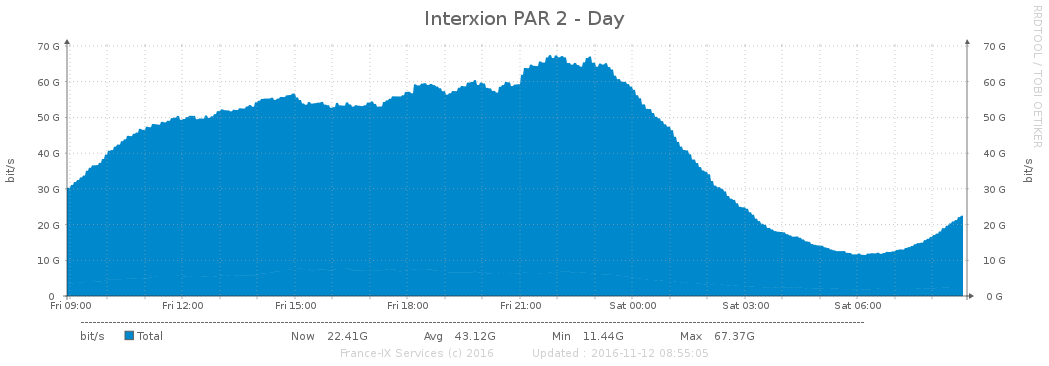 Interxion PAR 2 - Day
RRDTOOL / TOBI OETIKER
70 G 70 G
60 G 60 G
50 G 50 G
40 G 40 G
30 G 30 G
20 G 20 G
10 G 10 G
0 0 G
bit/s
bit/s
Fri 09:00 Fri 12:00 Fri 15:00 Fri 18:00 Fri 21:00 Sat 00:00 Sat 03:00 Sat 06:00
bit/s Total Now 22.41G Avg 43.12G Min 11.44G Max 67.37G
France-IX Services (c) 2016 Updated : 2016-11-12 08:55:05